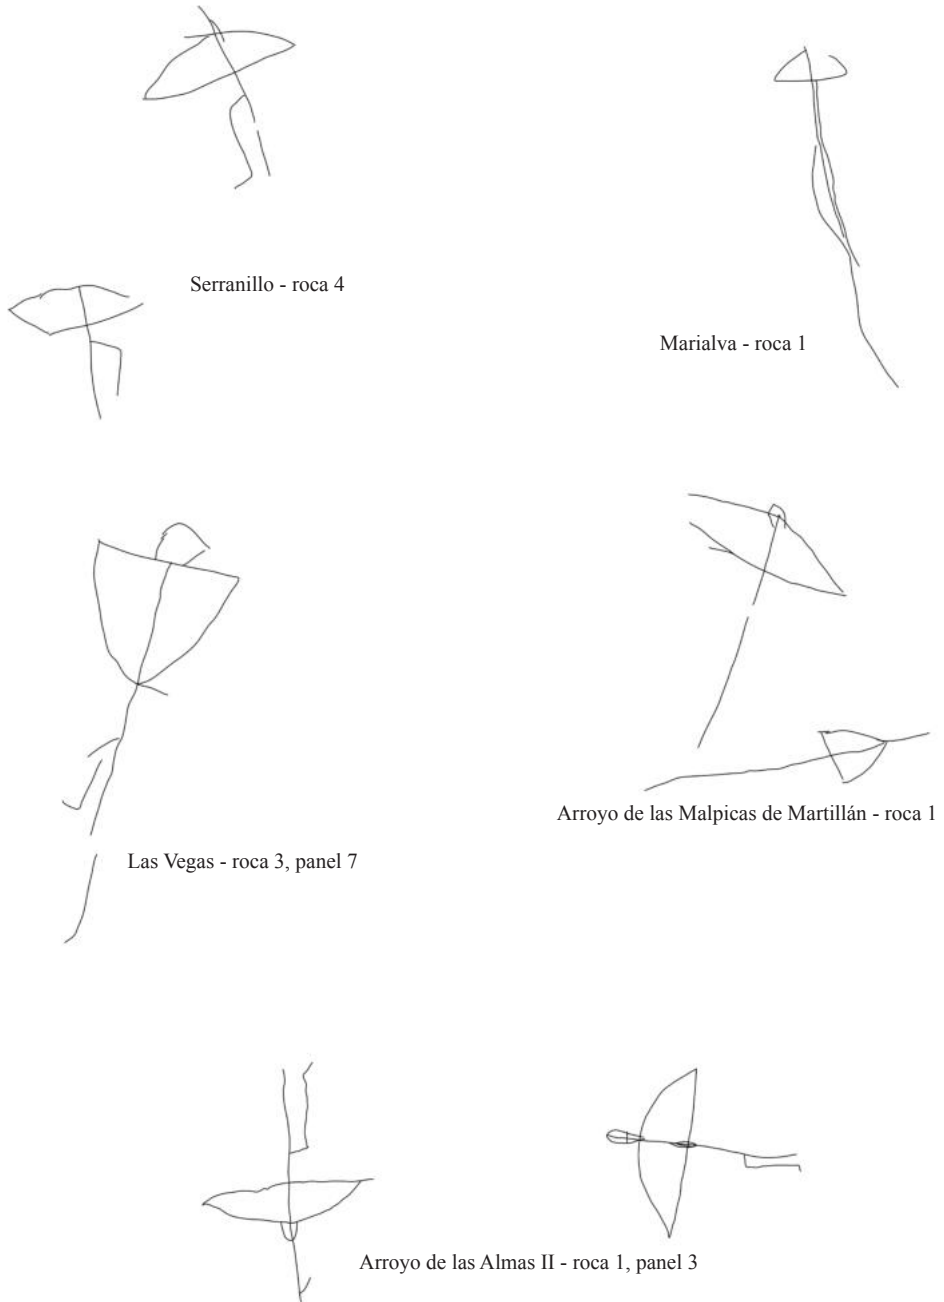 Serranillo - roca 4
Marialva - roca 1
Arroyo de las Malpicas de Martillán - roca 1
Las Vegas - roca 3, panel 7
Arroyo de las Almas II - roca 1, panel 3